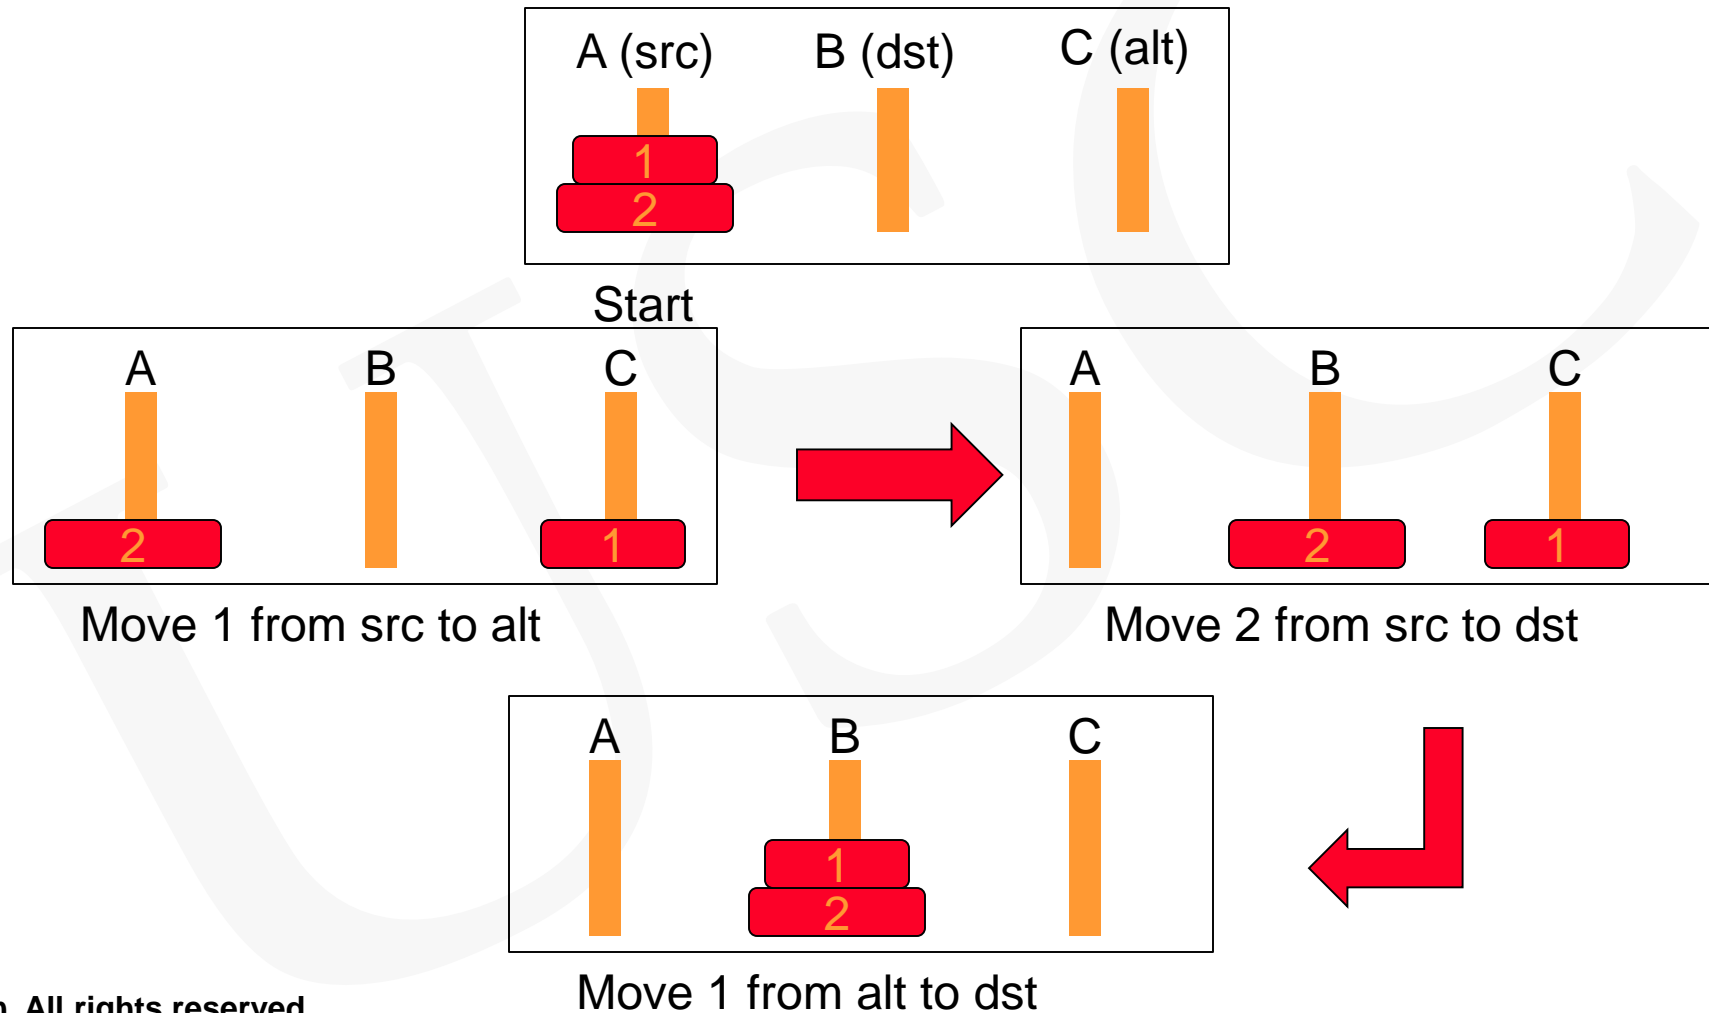 A (src) B (dst) C (alt)
1
2
Start
A B C
2 1
Move 1 from src to alt
A B C
2 1
Move 2 from src to dst
A B C
1
2
Move 1 from alt to dst
All rights reserved
USC